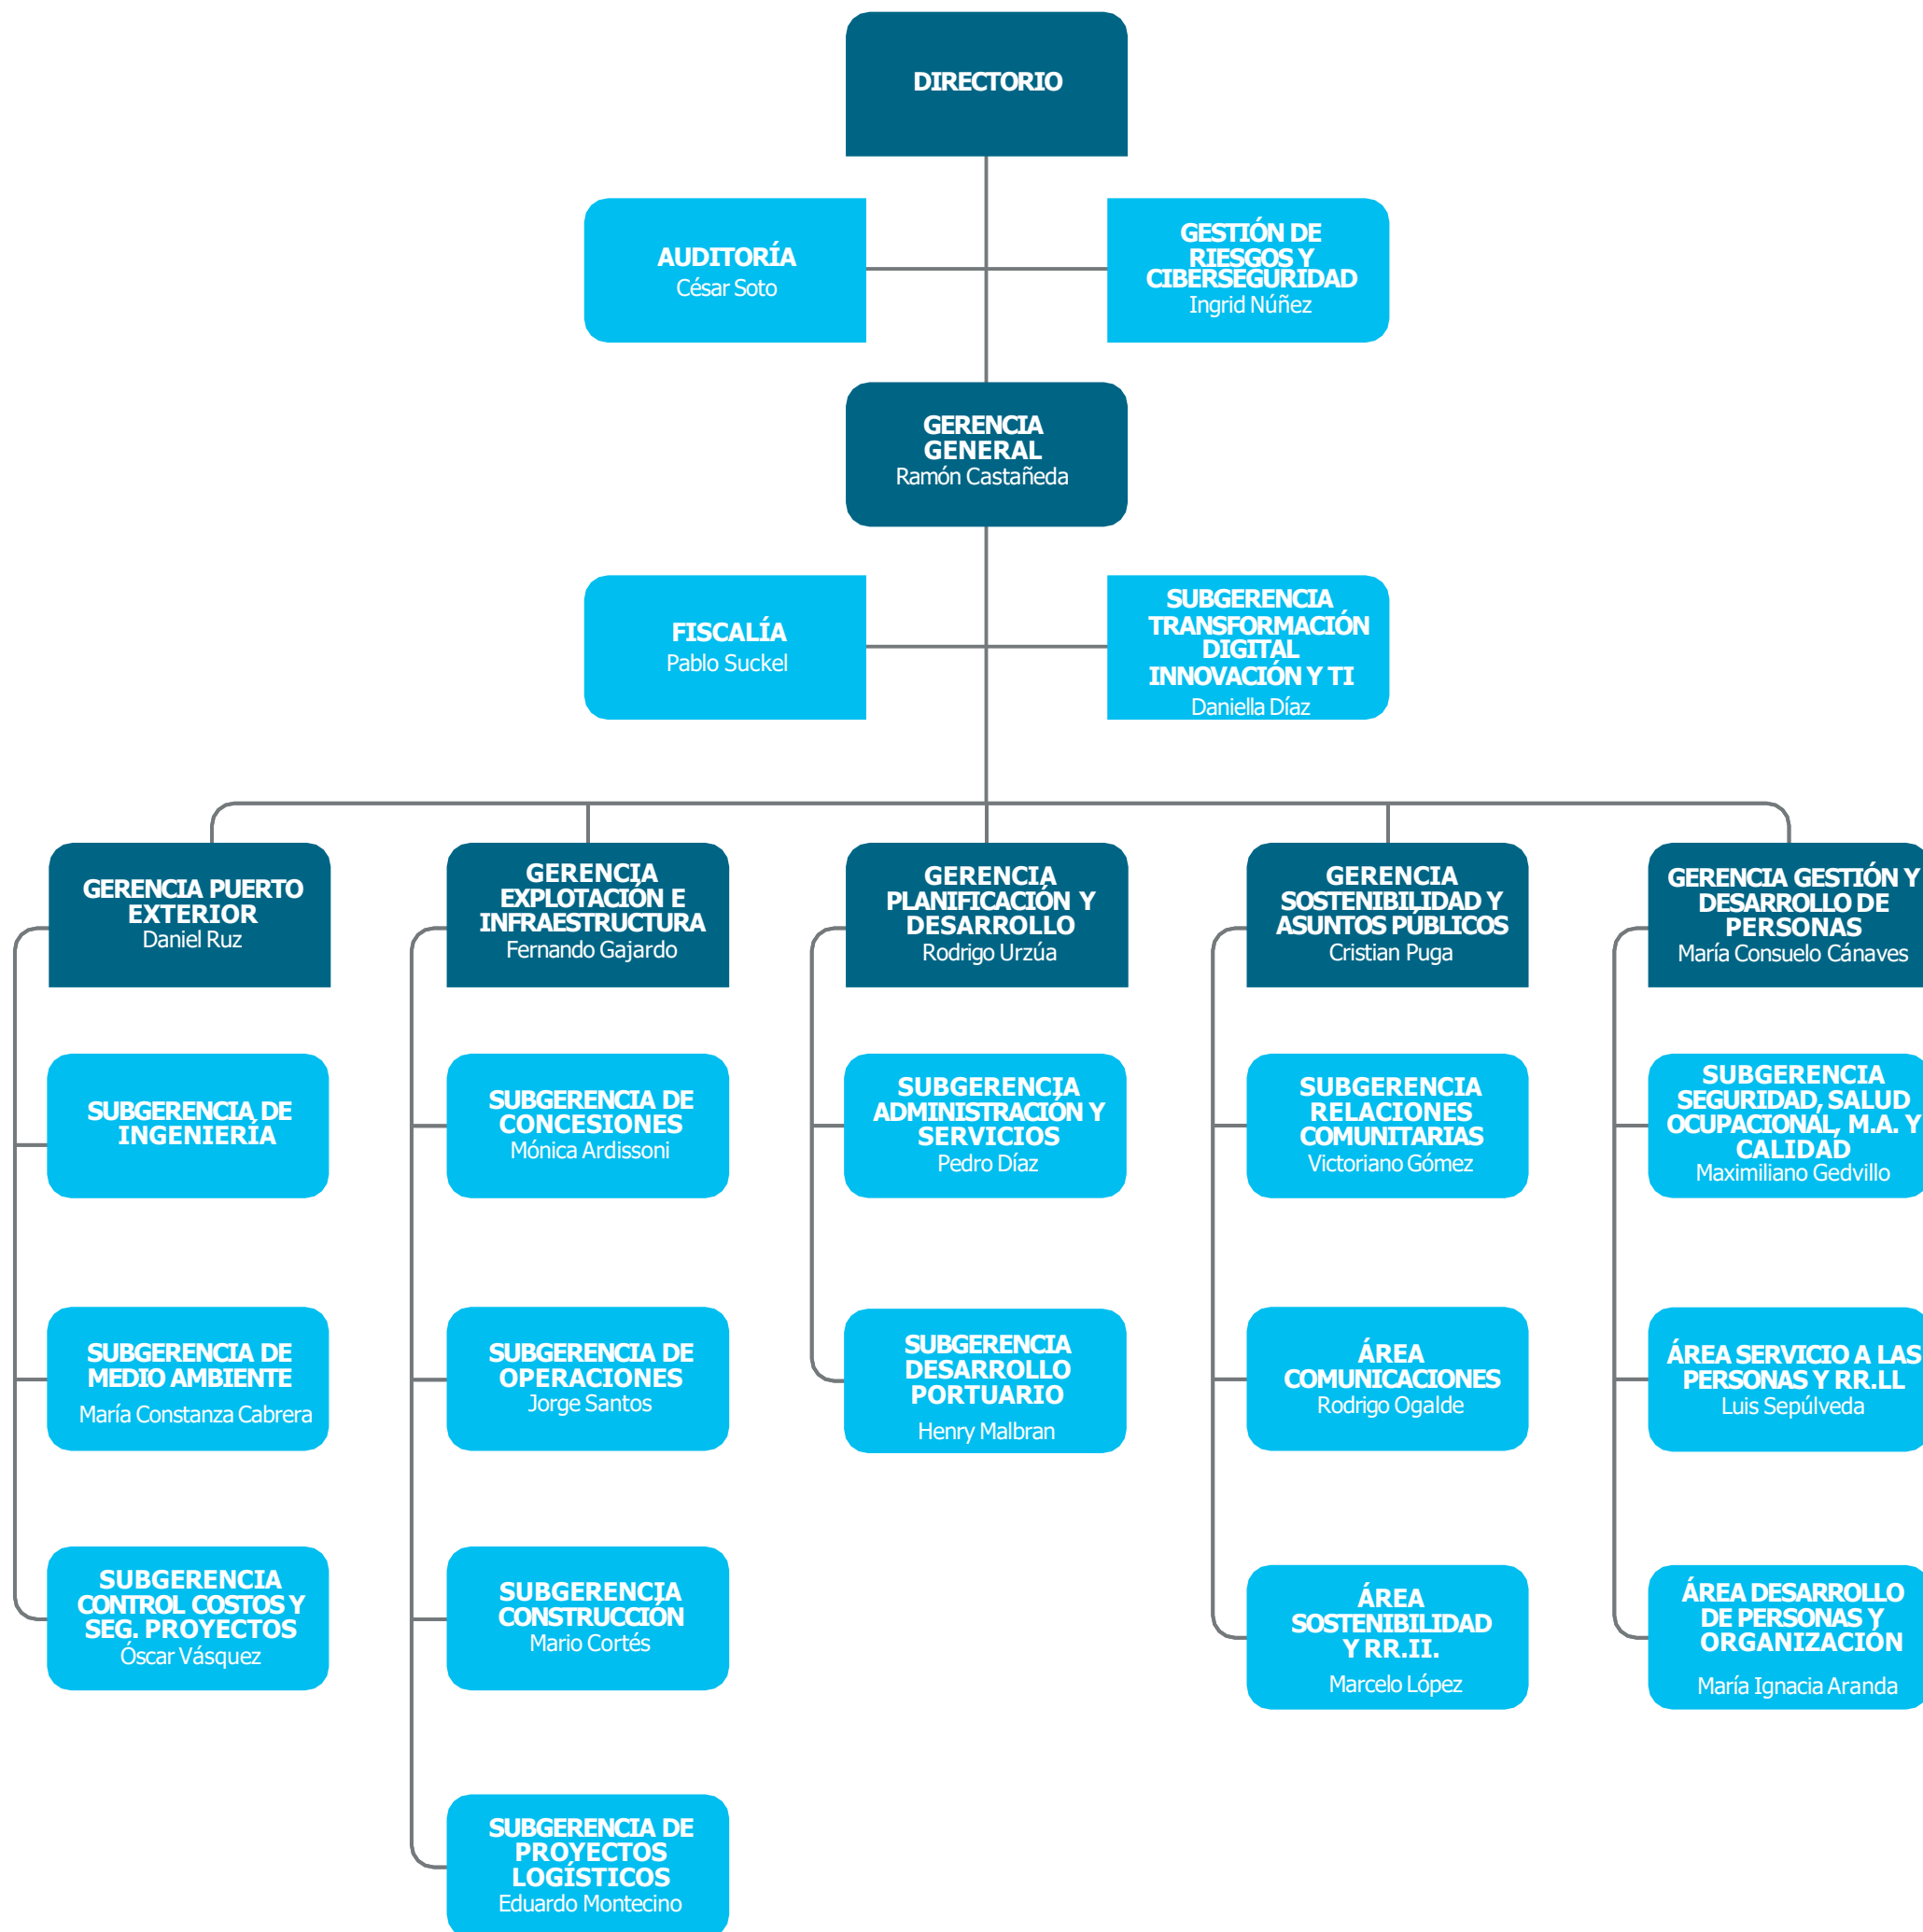 DIRECTORIO
AUDITORÍA
César Soto
GESTIÓN DE
RIESGOS Y
CIBERSEGURIDAD
Ingrid Núñez
GERENCIA
GENERAL
Ramón Castañeda
FISCALÍA
Pablo Suckel
SUBGERENCIA
TRANSFORMACIÓN
DIGITAL
INNOVACIÓN Y TI
Daniella Díaz
GERENCIA PUERTO
EXTERIOR
Daniel Ruz
SUBGERENCIA DE
INGENIERÍA
SUBGERENCIA DE
MEDIO AMBIENTE
María Constanza Cabrera
SUBGERENCIA
CONTROL COSTOS Y
SEG. PROYECTOS
Óscar Vásquez
GERENCIA
EXPLOTACIÓN E
INFRAESTRUCTURA
Fernando Gajardo
SUBGERENCIA DE
CONCESIONES
Mónica Ardissoni
SUBGERENCIA DE
OPERACIONES
Jorge Santos
SUBGERENCIA
CONSTRUCCIÓN
Mario Cortés
SUBGERENCIA DE
PROYECTOS
LOGÍSTICOS
Eduardo Montecino
GERENCIA
PLANIFICACIÓN Y
DESARROLLO
Rodrigo Urzúa
SUBGERENCIA
ADMINISTRACIÓN Y
SERVICIOS
Pedro Díaz
SUBGERENCIA
DESARROLLO
PORTUARIO
Henry Malbran
GERENCIA
SOSTENIBILIDAD Y
ASUNTOS PÚBLICOS
Cristian Puga
SUBGERENCIA
RELACIONES
COMUNITARIAS
Victoriano Gómez
ÁREA
COMUNICACIONES
Rodrigo Ogalde
ÁREA
SOSTENIBILIDAD
Y RR.II.
Marcelo López
GERENCIA GESTIÓN Y
DESARROLLO DE
PERSONAS
María Consuelo Cánaves
SUBGERENCIA
SEGURIDAD, SALUD
OCUPACIONAL, M.A. Y
CALIDAD
Maximiliano Gedvillo
ÁREA SERVICIO A LAS
PERSONAS Y RR.LL
Luis Sepúlveda
ÁREA DESARROLLO
DE PERSONAS Y
ORGANIZACIÓN
María Ignacia Aranda